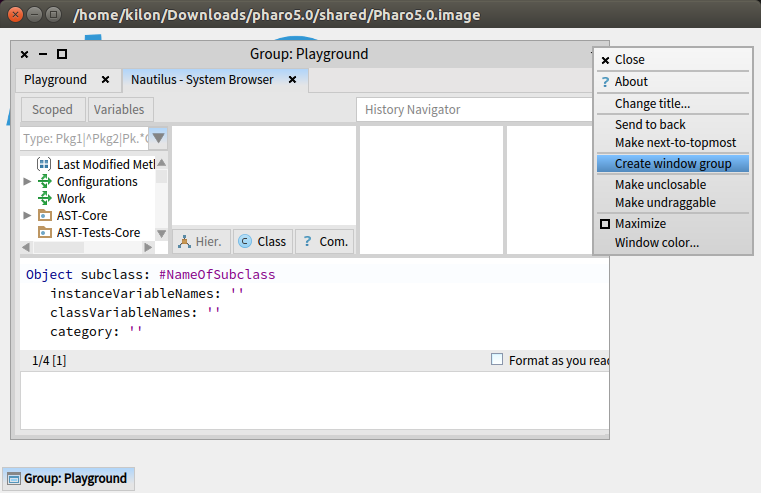 /home/kilon/Downloads/pharo5.0/shared/Pharo5.0.image
Group: Playground
Playground Nautilus - System Browser
Scoped Variables History Navigator
Type: Pkg1|^Pkg2|Pk.*C
Last Modified Metl
Configurations
Work
AST-Core
AST-Tests-Core
Hier. Class ? Com.
Object subclass: #NameOfSubclass
instanceVariableNames: ''
classVariableNames: ''
category: ''
1/4 [1] Format as you read
Close
? About
Change title...
Send to back
Make next-to-topmost
Create window group
Make unclosable
Make undraggable
Maximize
Window color...
Group: Playground